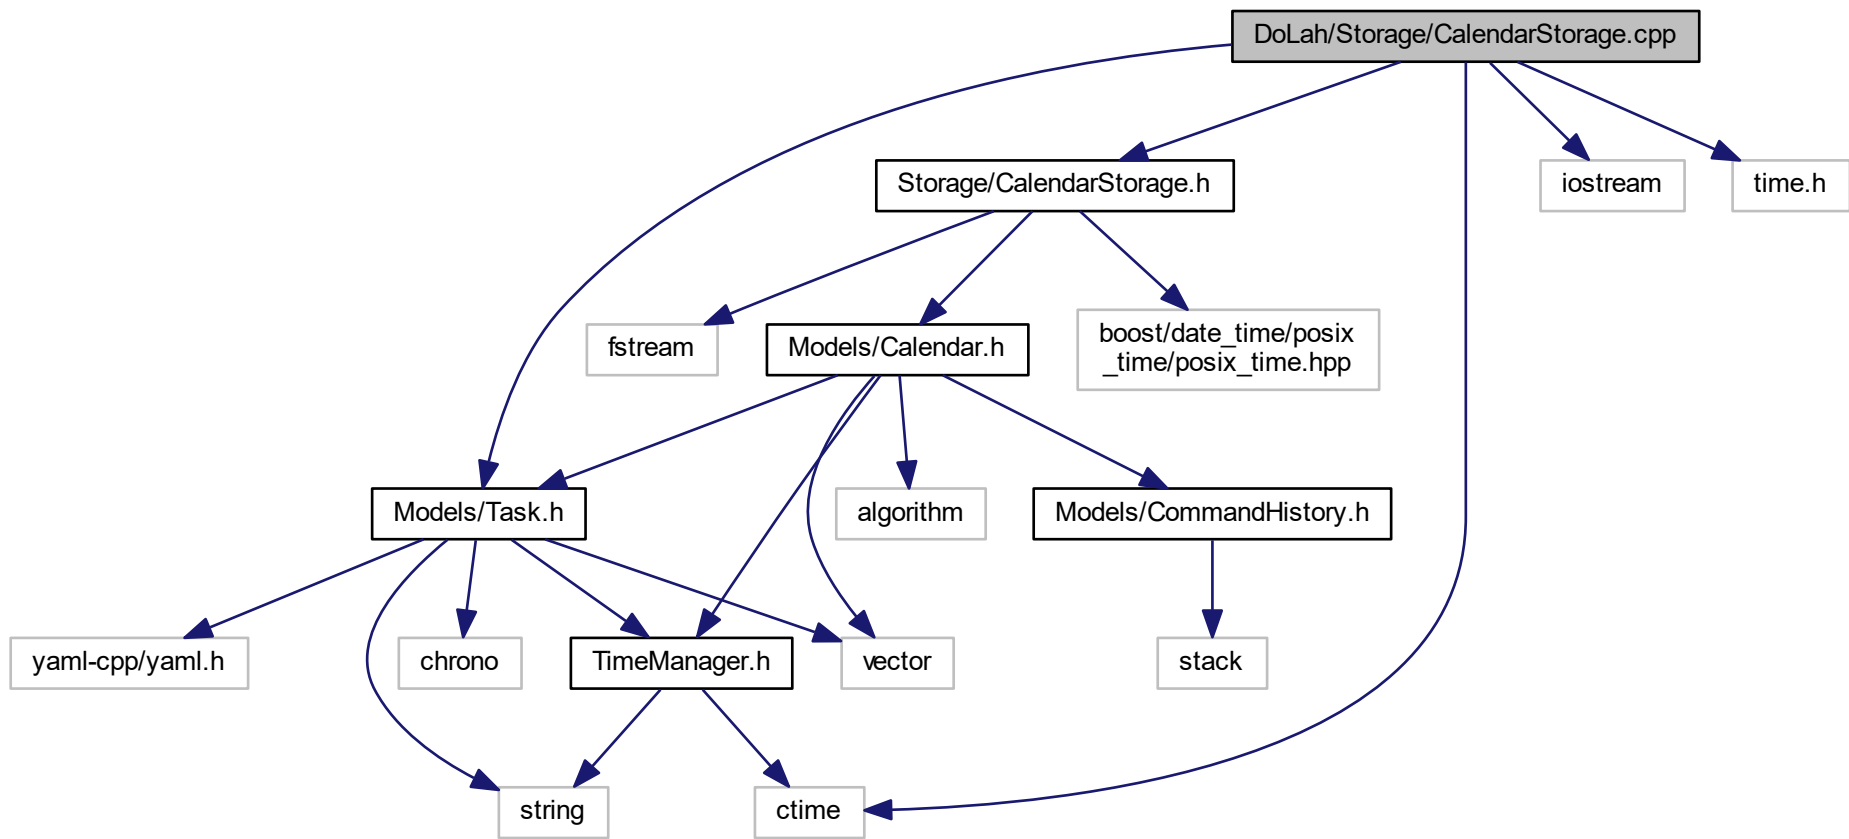 DoLah/Storage/CalendarStorage.cpp
Storage/CalendarStorage.h
iostream
time.h
fstream
Models/Calendar.h
boost/date_time/posix
_time/posix_time.hpp
Models/Task.h
algorithm
Models/CommandHistory.h
yaml-cpp/yaml.h
chrono
TimeManager.h
vector
stack
string
ctime